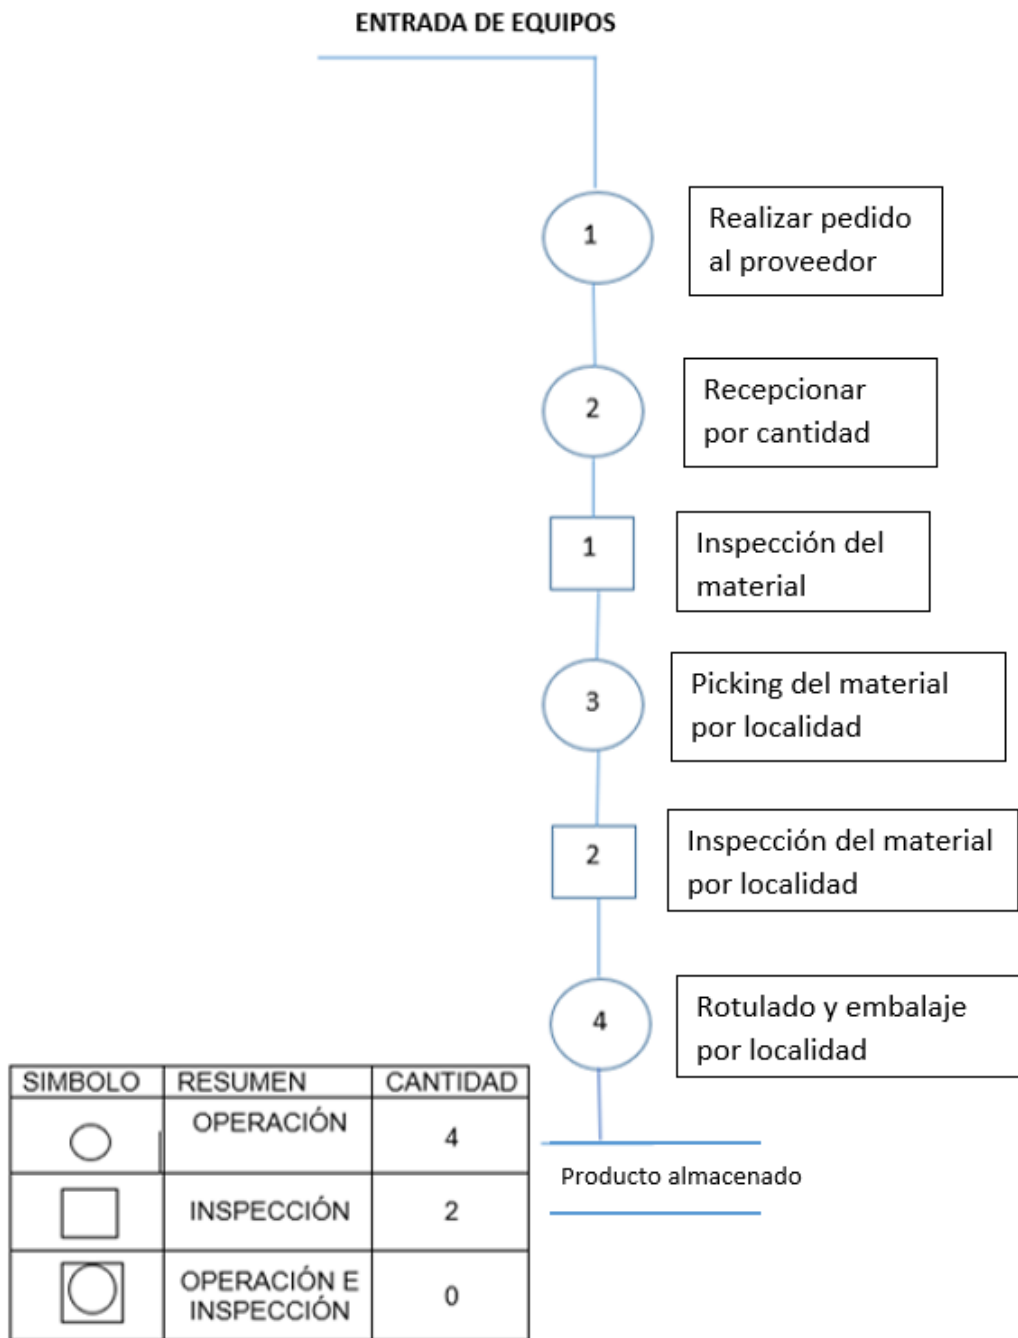 ENTRADA DE EQUIPOS
1
Realizar pedido
al proveedor
2
Recepcionar
por cantidad
1
Inspección del
material
3
Picking del material
por localidad
2
Inspección del material
por localidad
4
Rotulado y embalaje
por localidad
Producto almacenado
SIMBOLO RESUMEN CANTIDAD
OPERACIÓN 4
INSPECCIÓN 2
OPERACIÓN E
INSPECCIÓN 0